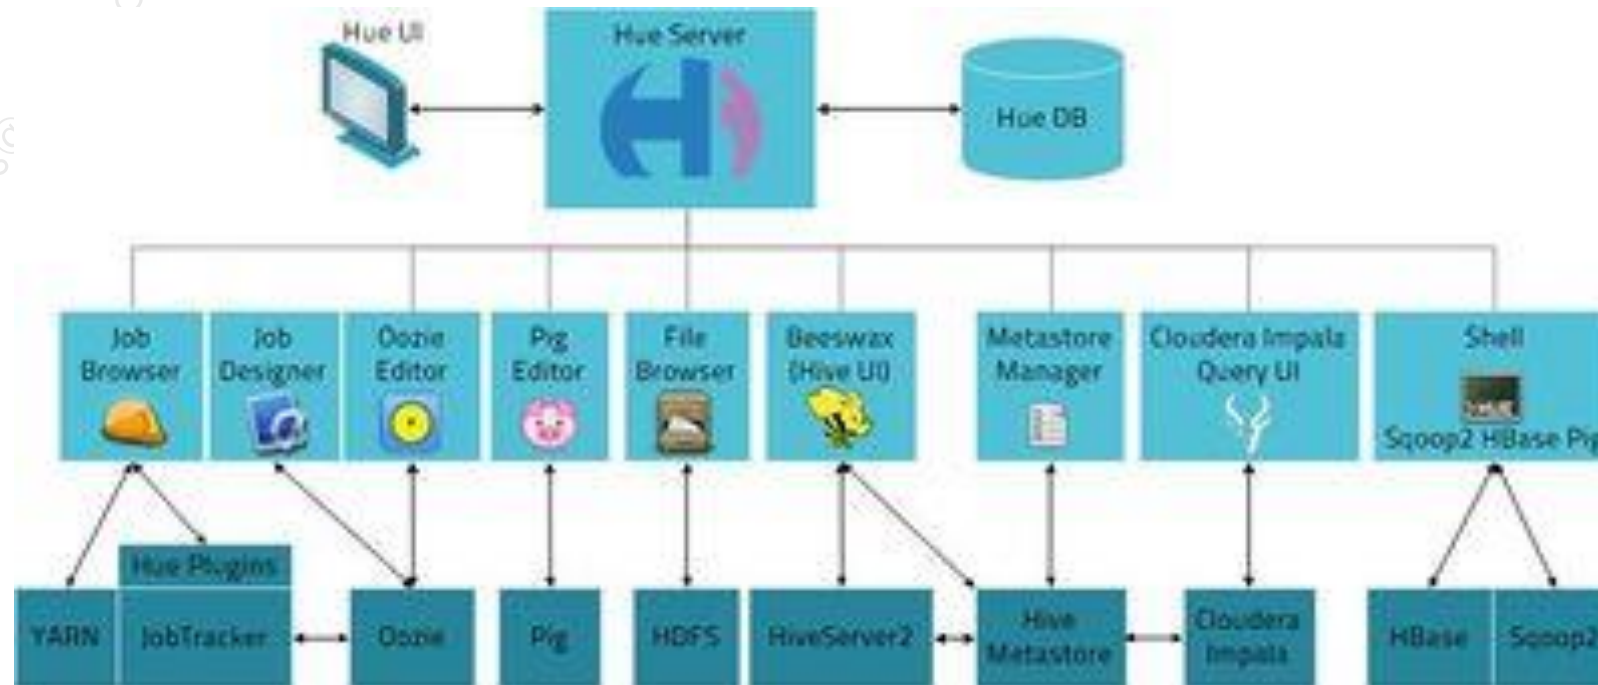 Hue UI
Hue Server
Hue DB
Job
Browser
Job
Designer
Oozie
Editor
Pig
Editor
File
Browser
Beeswax
(Hive UI)
Metastore
Manager
Cloudera Impala
Query UI
Shell
Sqoop2 HBase Pig
Hue Plugins
YARN
JobTracker
Oozie
Pig
HDFS
HiveServer2
Hive
Metastore
Cloudera
Impala
HBase
Sqoop2